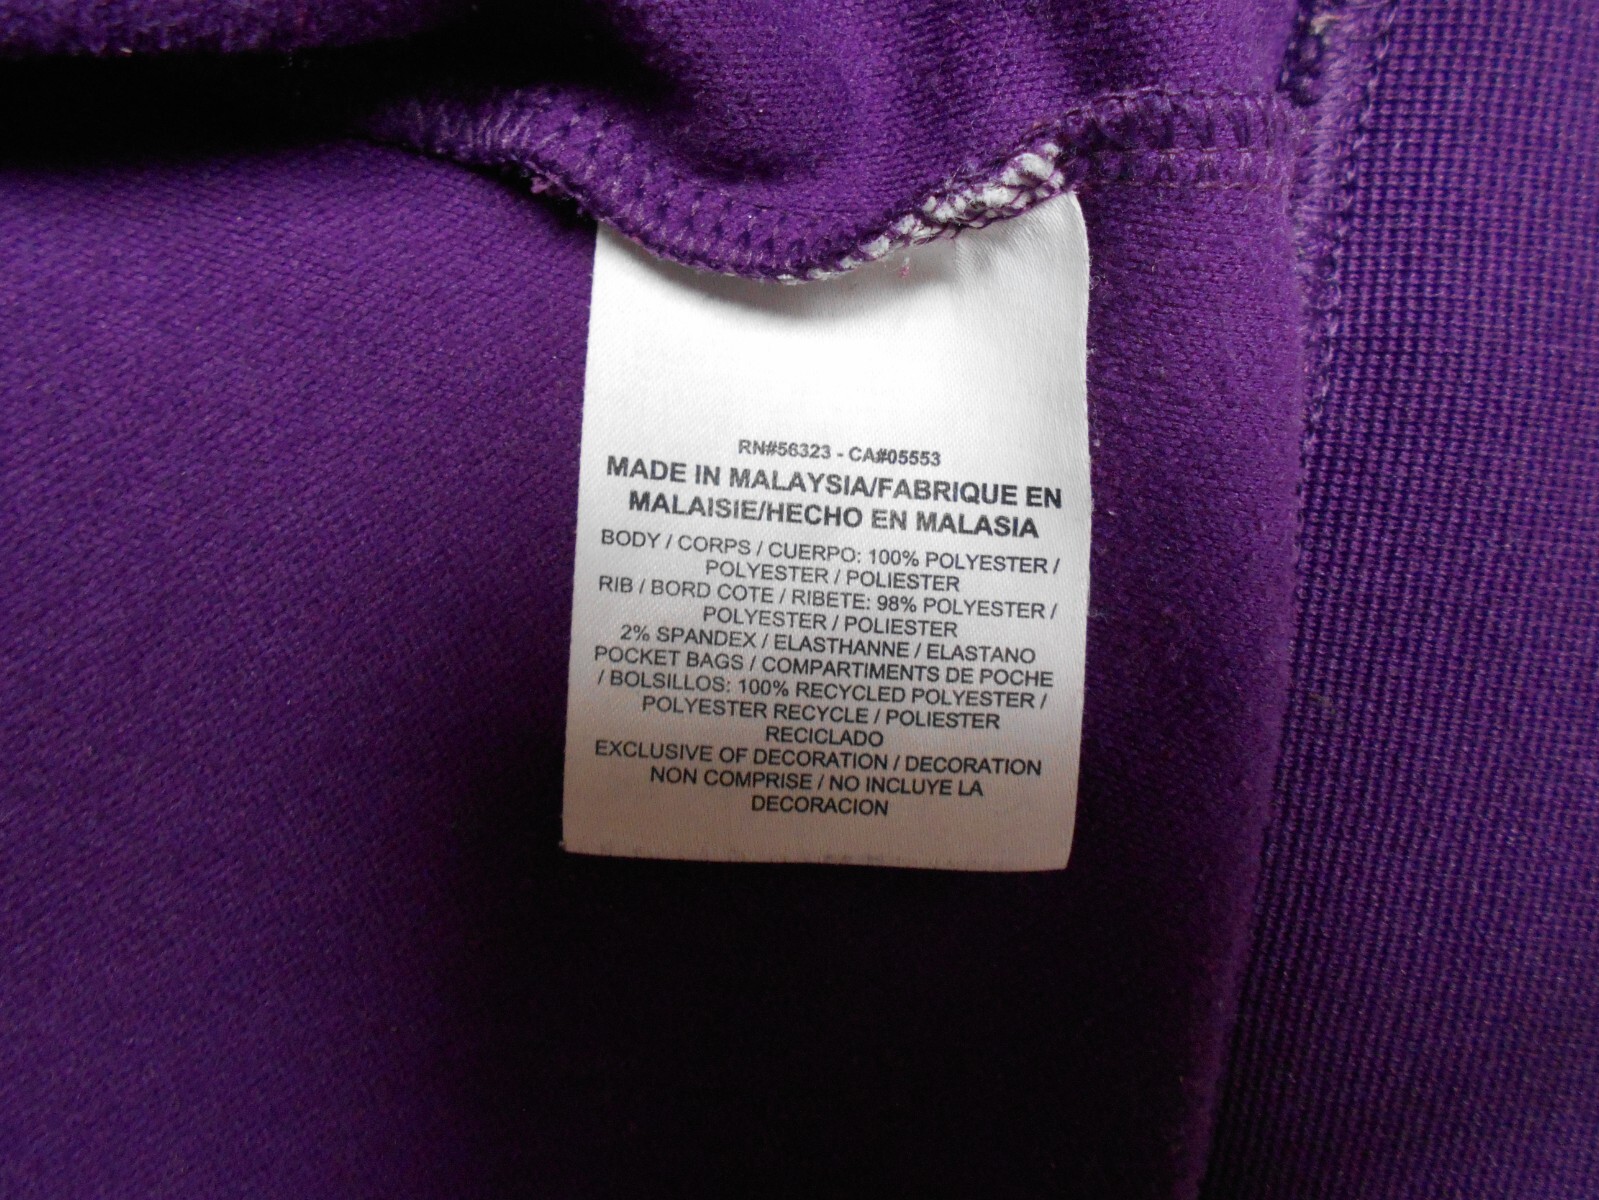 RN#56323 - CA#05553
MADE IN MALAYSIA/FABRIQUE EN
MALAISIE/HECHO EN MALASIA
BODY / CORPS / CUERPO: 100% POLYESTER /
POLYESTER / POLIESTER
RIB / BORD COTE / RIBETE: 98% POLYESTER /
POLYESTER / POLIESTER
2% SPANDEX / ELASTHANNE / ELASTANO
POCKET BAGS / COMPARTIMENTS DE POCHE
/ BOLSILLOS: 100% RECYCLED POLYESTER /
POLYESTER RECYCLE / POLIESTER
RECICLADO
EXCLUSIVE OF DECORATION / DECORATION
NON COMPRISE / NO INCLUYE LA
DECORACION